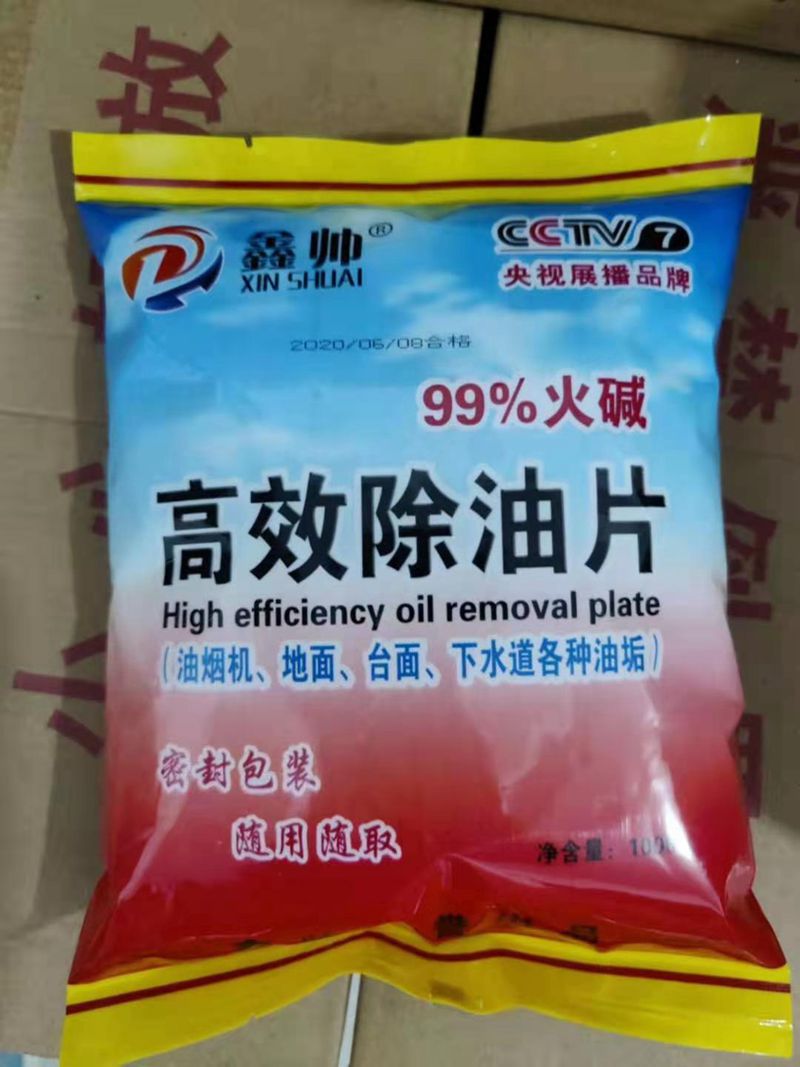 鑫帅®
XIN SHUAI
CCTV 7
央视展播品牌
2020/06/08合格
99%火碱
高效除油片
High efficiency oil removal plate
(油烟机、地面、台面、下水道各种油垢)
密封包装
随用随取
净含量:
放